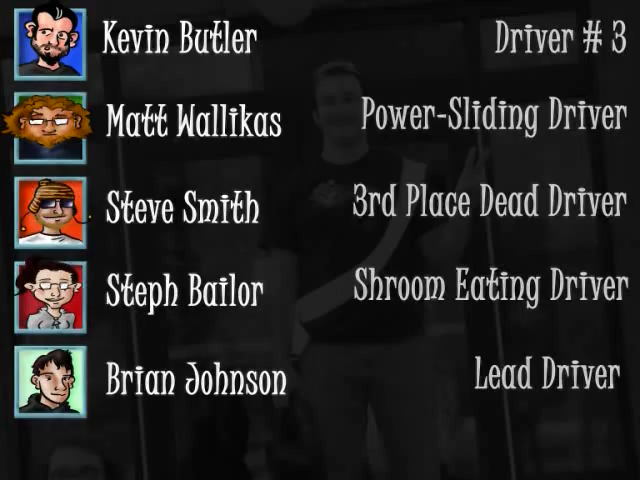 Kevin Butler Driver # 3
Matt Wallikas Power-Sliding Driver
Steve Smith 3rd Place Dead Driver
Steph Bailor Shroom Eating Driver
Brian Johnson Lead Driver